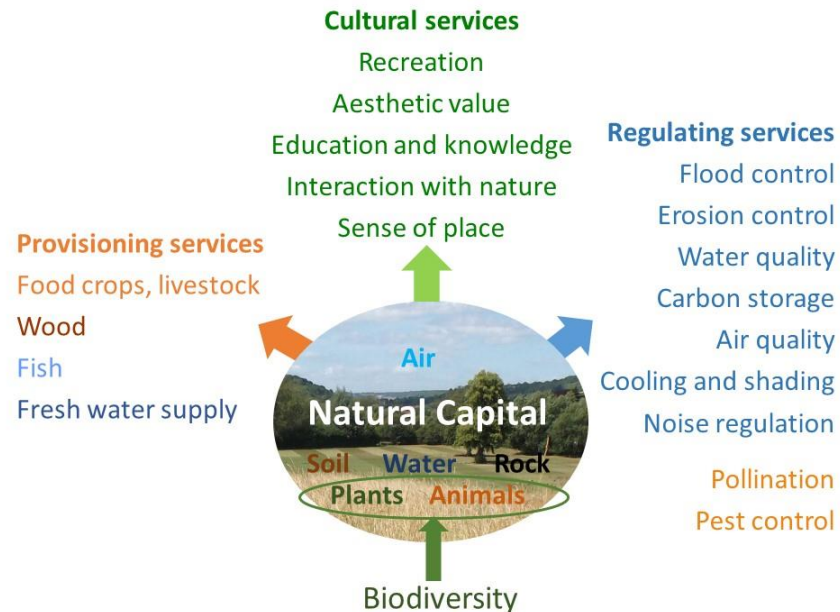 Cultural services
Recreation
Aesthetic value
Education and knowledge
Interaction with nature
Sense of place
Regulating services
Flood control
Erosion control
Water quality
Carbon storage
Air quality
Cooling and shading
Noise regulation
Pollination
Pest control
Provisioning services
Food crops, livestock
Wood
Fish
Fresh water supply
Air
Natural Capital
Soil Water Rock
Plants Animals
Biodiversity